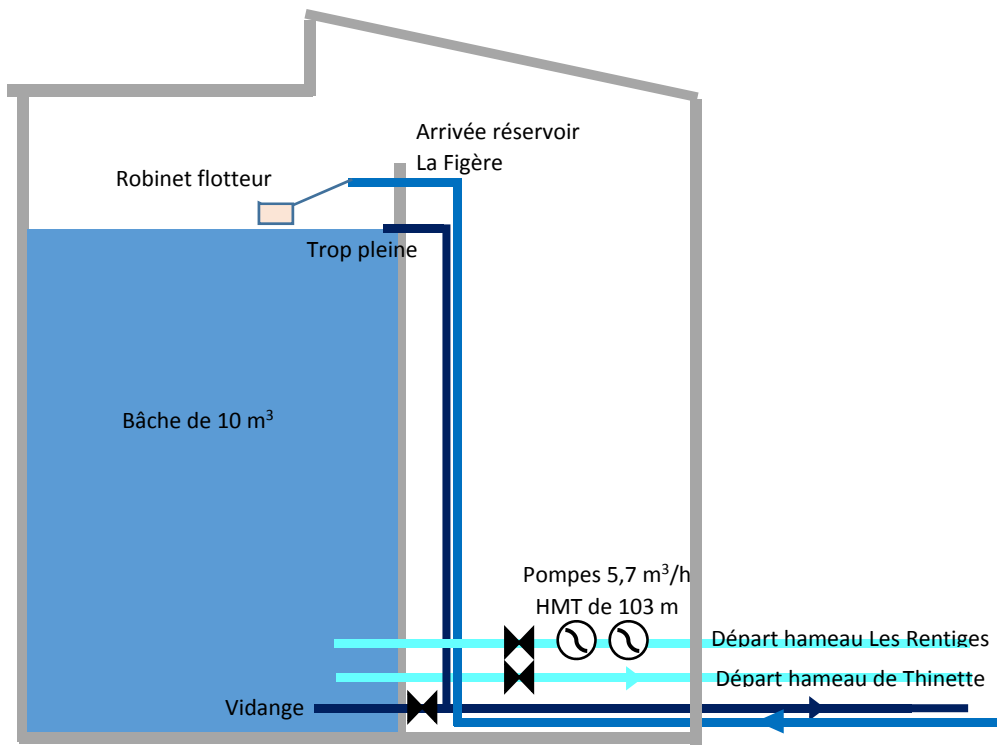 Arrivée réservoir
La Figère
Robinet flotteur
Trop pleine
Bâche de 10 m³
Pompes 5,7 m³/h
HMT de 103 m
Départ hameau Les Rentiges
Départ hameau de Thinette
Vidange